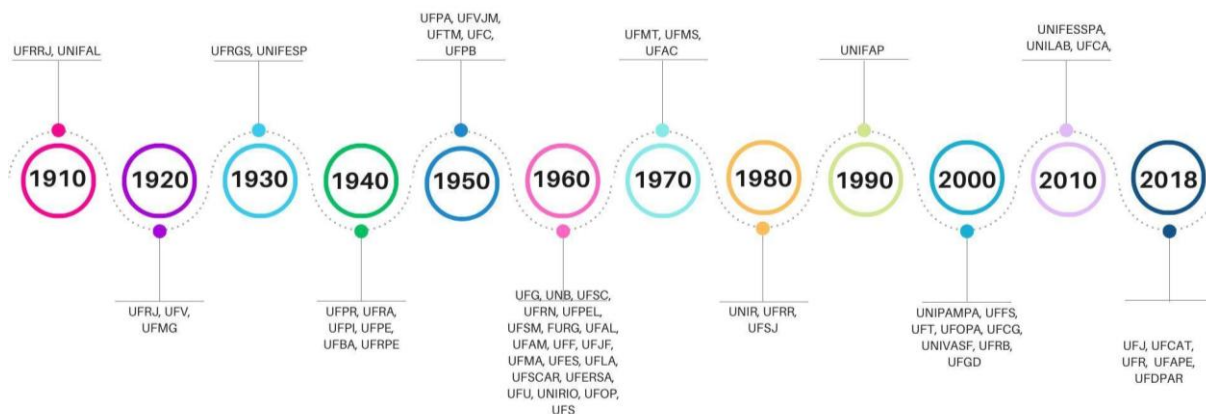 UFRRJ, UNIFAL
UFRGS, UNIFESP
UFPA, UFVJM,
UFTM, UFC,
UFPB
UFMT, UFMS,
UFAC
UNIFAP
UNIFESSPA,
UNILAB, UFCA,
1910
1920
1930
1940
1950
1960
1970
1980
1990
2000
2010
2018
UFRJ, UFV,
UFMG
UFPR, UFRA,
UFPI, UFPE,
UFBA, UFRPE
UFG, UNB, UFSC,
UFRN, UFPEL,
UFSM, FURG, UFAL,
UFAM, UFF, UFJF,
UFMA, UFES, UFLA,
UFSCAR, UFERSA,
UFU, UNIRIO, UFOP,
UFS
UNIR, UFRR,
UFSJ
UNIPAMPA, UFFS,
UFT, UFOPA, UFCG,
UNIVASF, UFRB,
UFGD
UFJ, UFCAT,
UFR, UFAPE,
UFDPAR